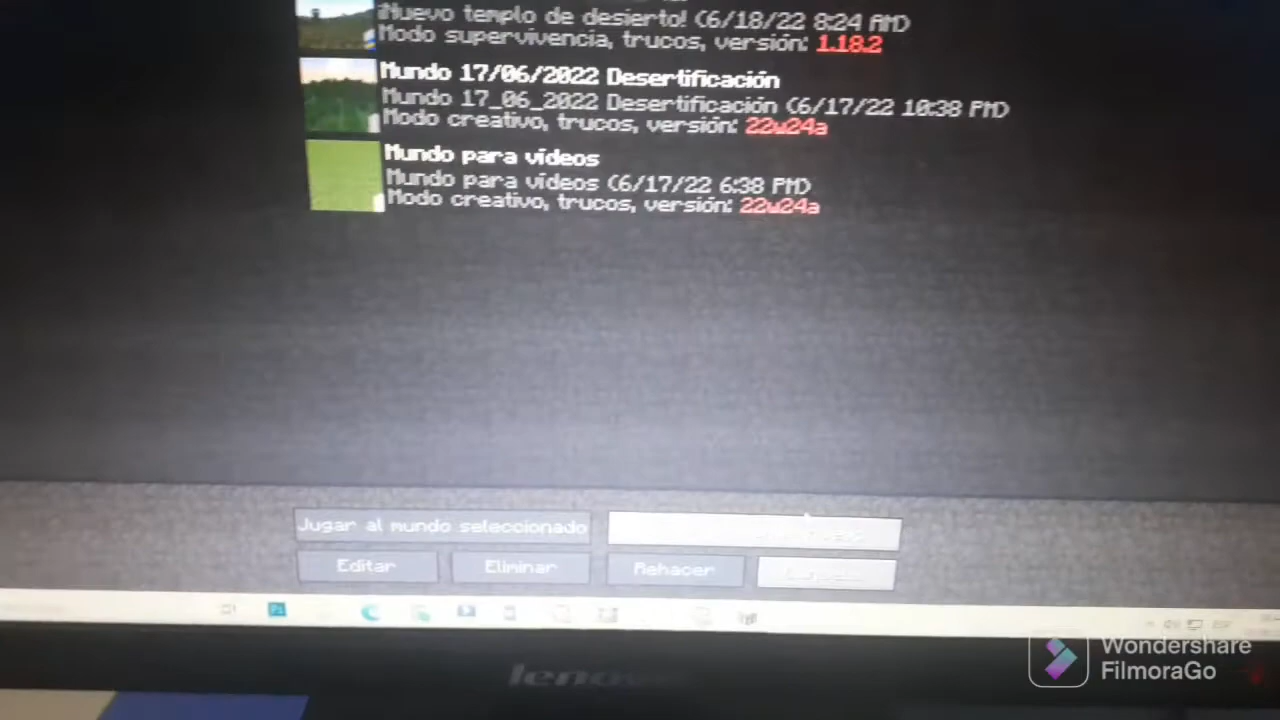 ¡Nuevo templo de desierto! (6/18/22 8:24 AM)
Modo supervivencia, trucos, versión: 1.18.2
Mundo 17/06/2022 Desertificación
Mundo 17_06_2022 Desertificación (6/17/22 10:38 PM)
Modo creativo, trucos, versión: 22w24a
Mundo para vídeos
Mundo para vídeos (6/17/22 6:38 PM)
Modo creativo, trucos, versión: 22w24a
Jugar al mundo seleccionado
Editar
Eliminar
Rehacer
lenovo
Wondershare
FilmoraGo